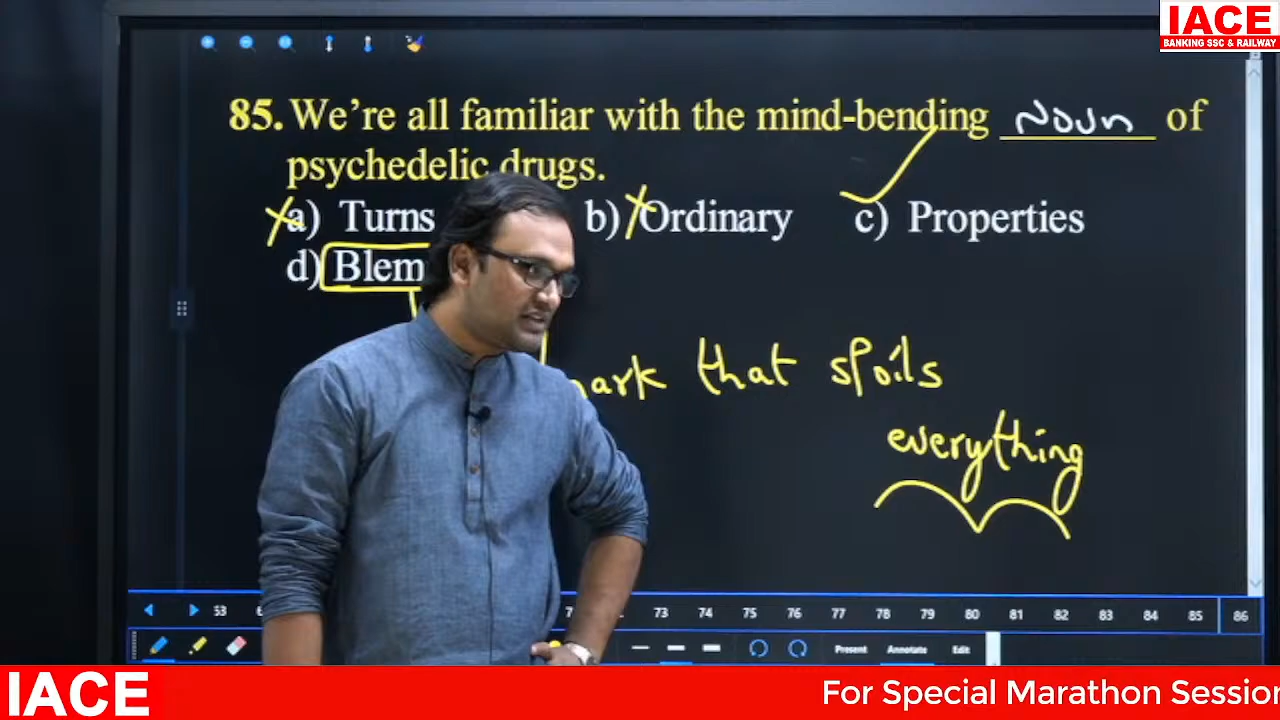 IACE
BANKING SSC & RAILWAY
85. We're all familiar with the mind-bending Noun of
psychedelic drugs.
a) Turns b) Ordinary c) Properties
d) Blem
mark that spoils
everything
53 73 74 75 76 77 78 79 80 81 82 83 84 85 86
Present Annotate Edit
IACE For Special Marathon Session